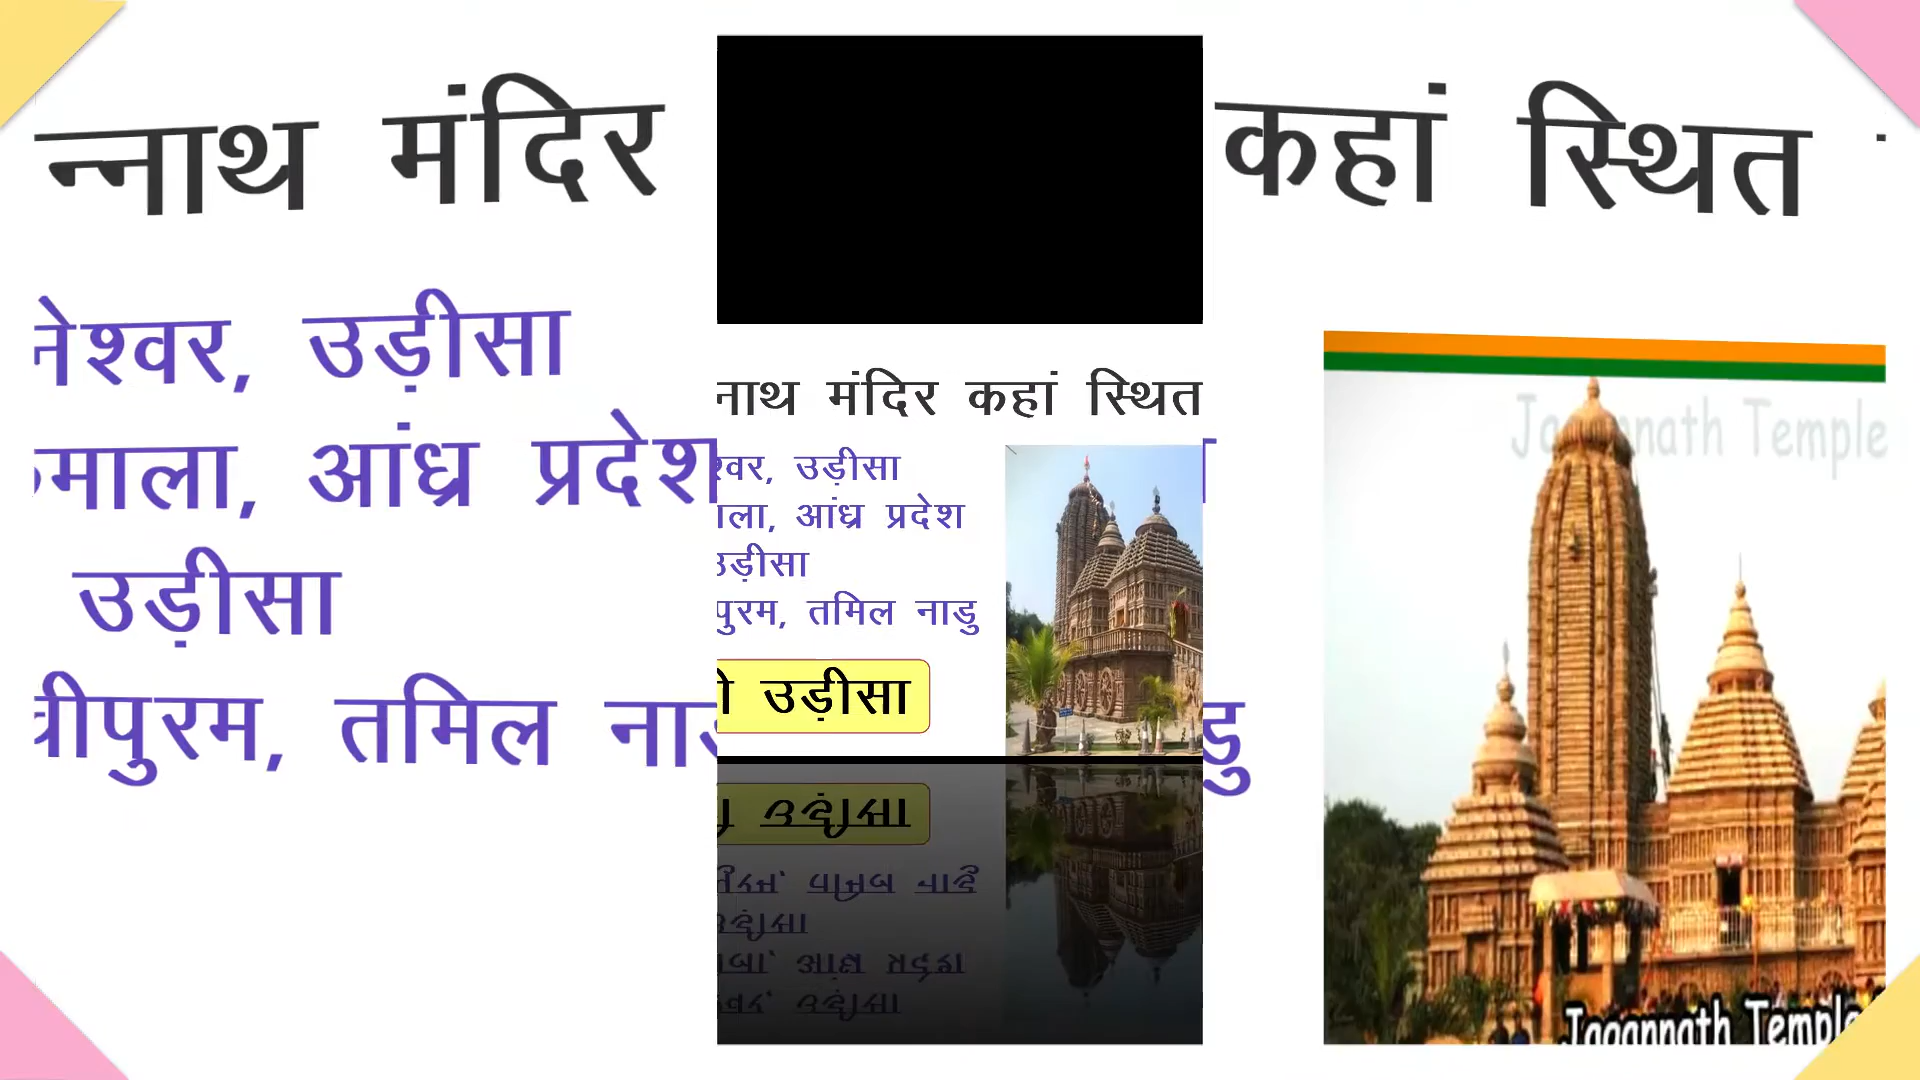 न्नाथ मंदिर कहां स्थित
नेश्वर, उड़ीसा
माला, आंध्र प्रदेश
उड़ीसा
त्रीपुरम, तमिल नाडु
नाथ मंदिर कहां स्थित
श्वर, उड़ीसा
ाला, आंध्र प्रदेश
उड़ीसा
पुरम, तमिल नाडु
ी उड़ीसा
Jagannath Temple
Jagannath Temple